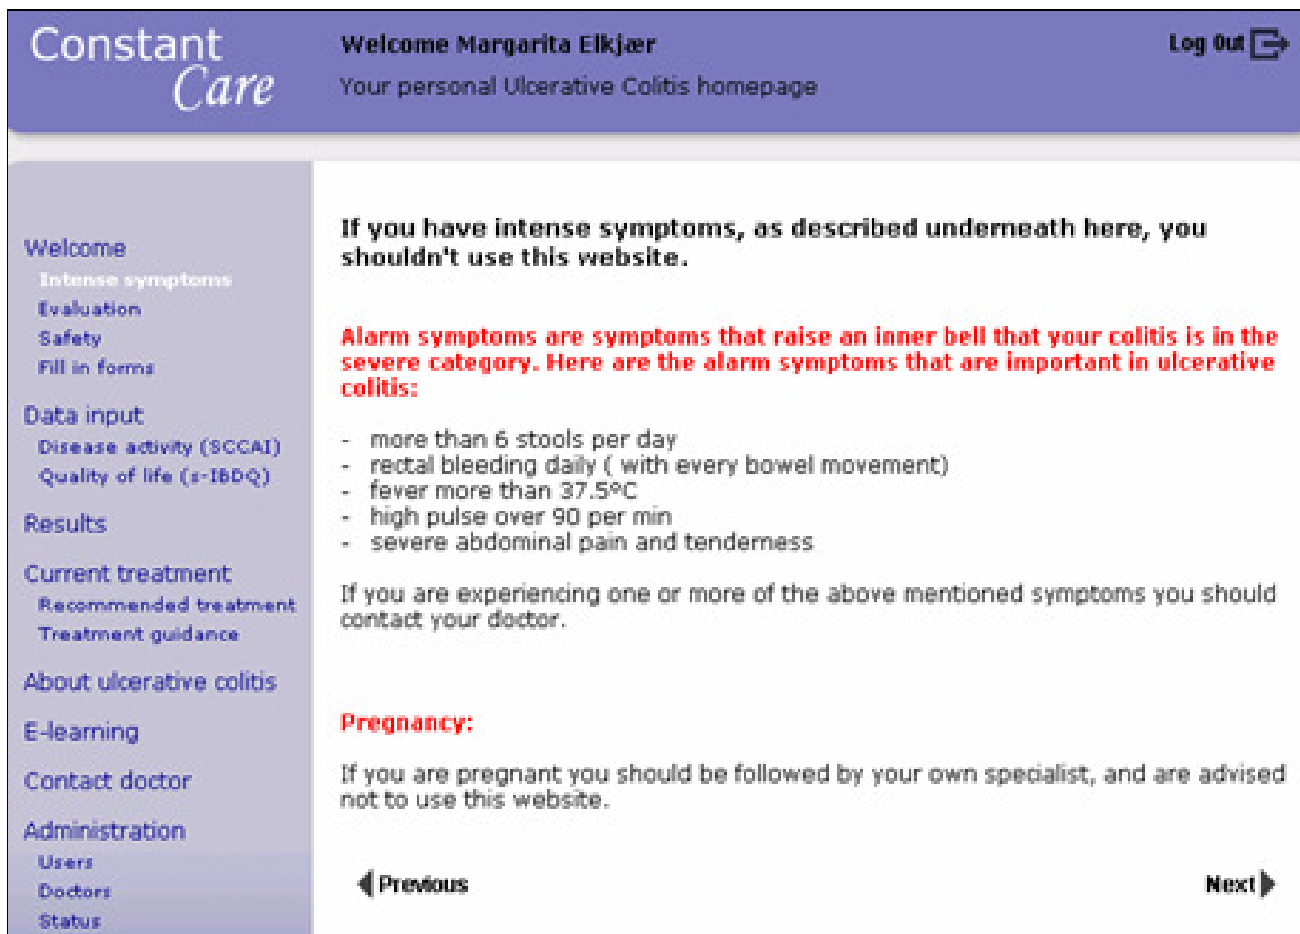 Constant
Care
Welcome Margarita Elkjær
Your personal Ulcerative Colitis homepage
Log Out
Welcome
Intense symptoms
Evaluation
Safety
Fill in forms
Data input
Disease activity (SCCAI)
Quality of life (s-IBDQ)
Results
Current treatment
Recommended treatment
Treatment guidance
About ulcerative colitis
E-learning
Contact doctor
Administration
Users
Doctors
Status
If you have intense symptoms, as described underneath here, you
shouldn't use this website.
Alarm symptoms are symptoms that raise an inner bell that your colitis is in the
severe category. Here are the alarm symptoms that are important in ulcerative
colitis:
- more than 6 stools per day
- rectal bleeding daily ( with every bowel movement)
- fever more than 37.5ºC
- high pulse over 90 per min
- severe abdominal pain and tenderness
If you are experiencing one or more of the above mentioned symptoms you should
contact your doctor.
Pregnancy:
If you are pregnant you should be followed by your own specialist, and are advised
not to use this website.
Previous
Next